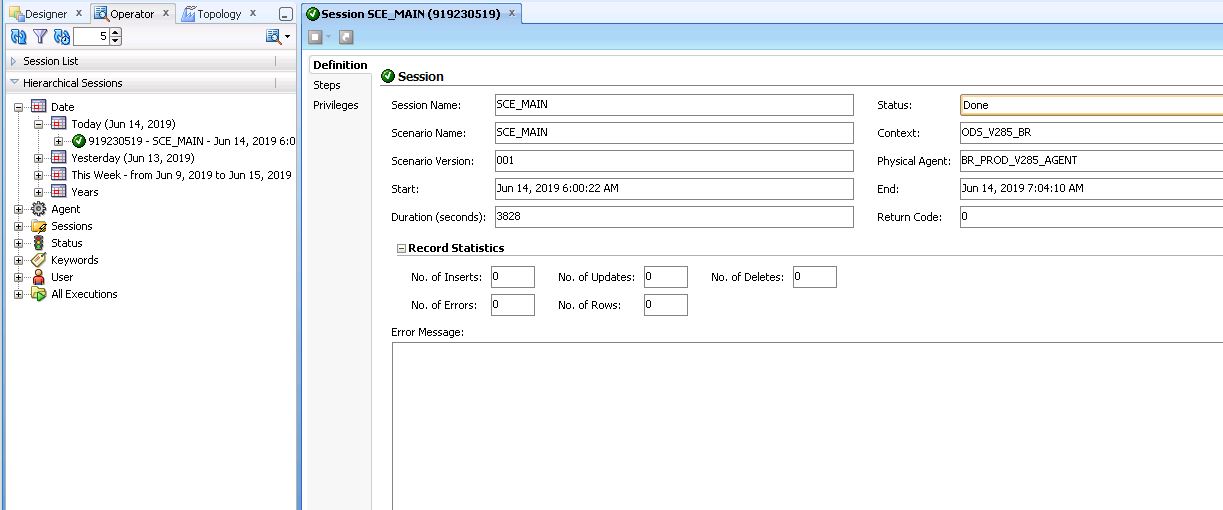 Designer x Operator x Topology x
5
Session List
Hierarchical Sessions
Date
Today (Jun 14, 2019)
919230519 - SCE_MAIN - Jun 14, 2019 6:0
Yesterday (Jun 13, 2019)
This Week - from Jun 9, 2019 to Jun 15, 2019
Years
Agent
Sessions
Status
Keywords
User
All Executions
Session SCE_MAIN (919230519) x
Definition
Steps
Privileges
Session
Session Name: SCE_MAIN Status: Done
Scenario Name: SCE_MAIN Context: ODS_V285_BR
Scenario Version: 001 Physical Agent: BR_PROD_V285_AGENT
Start: Jun 14, 2019 6:00:22 AM End: Jun 14, 2019 7:04:10 AM
Duration (seconds): 3828 Return Code: 0
Record Statistics
No. of Inserts: 0 No. of Updates: 0 No. of Deletes: 0
No. of Errors: 0 No. of Rows: 0
Error Message: